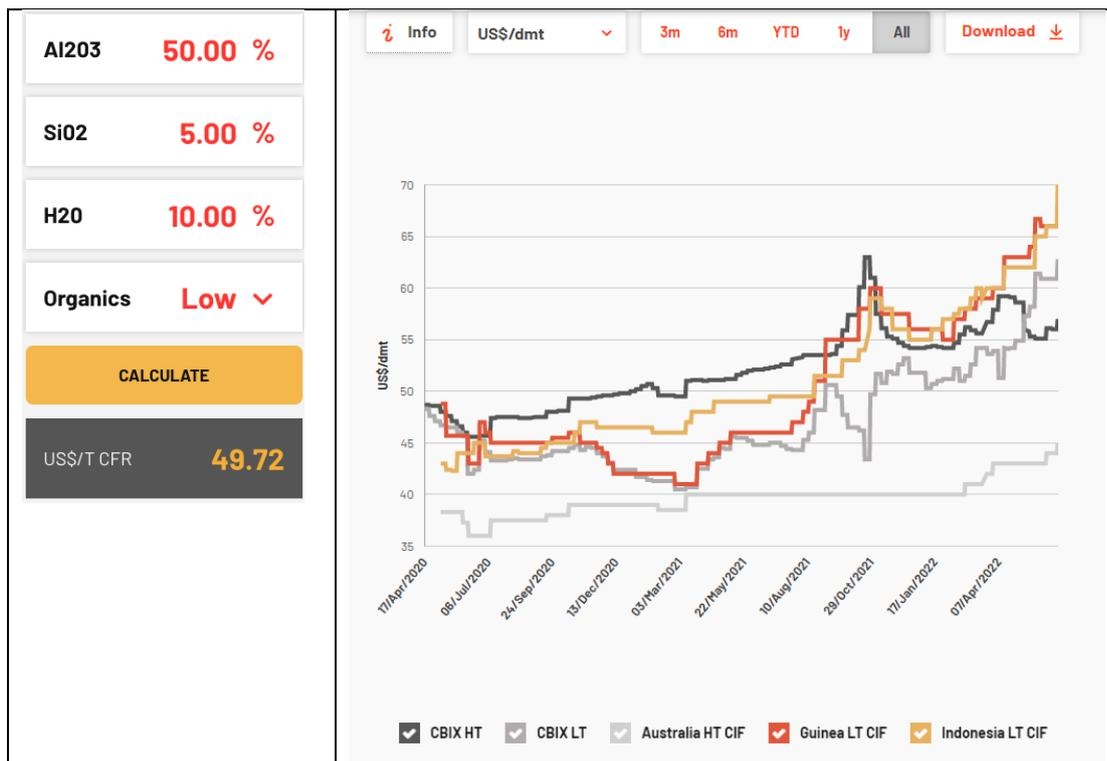 Al203 50.00 %
Si02 5.00 %
H20 10.00 %
Organics Low
CALCULATE
US$/T CFR 49.72
Info US$/dmt 3m 6m YTD 1y All Download
70
65
60
55
50
45
40
35
US$/dmt
17/Apr/2020 06/Jul/2020 24/Sep/2020 13/Dec/2020 03/Mar/2021 22/May/2021 10/Aug/2021 29/Oct/2021 17/Jan/2022 07/Apr/2022
CBIX HT CBIX LT Australia HT CIF Guinea LT CIF Indonesia LT CIF